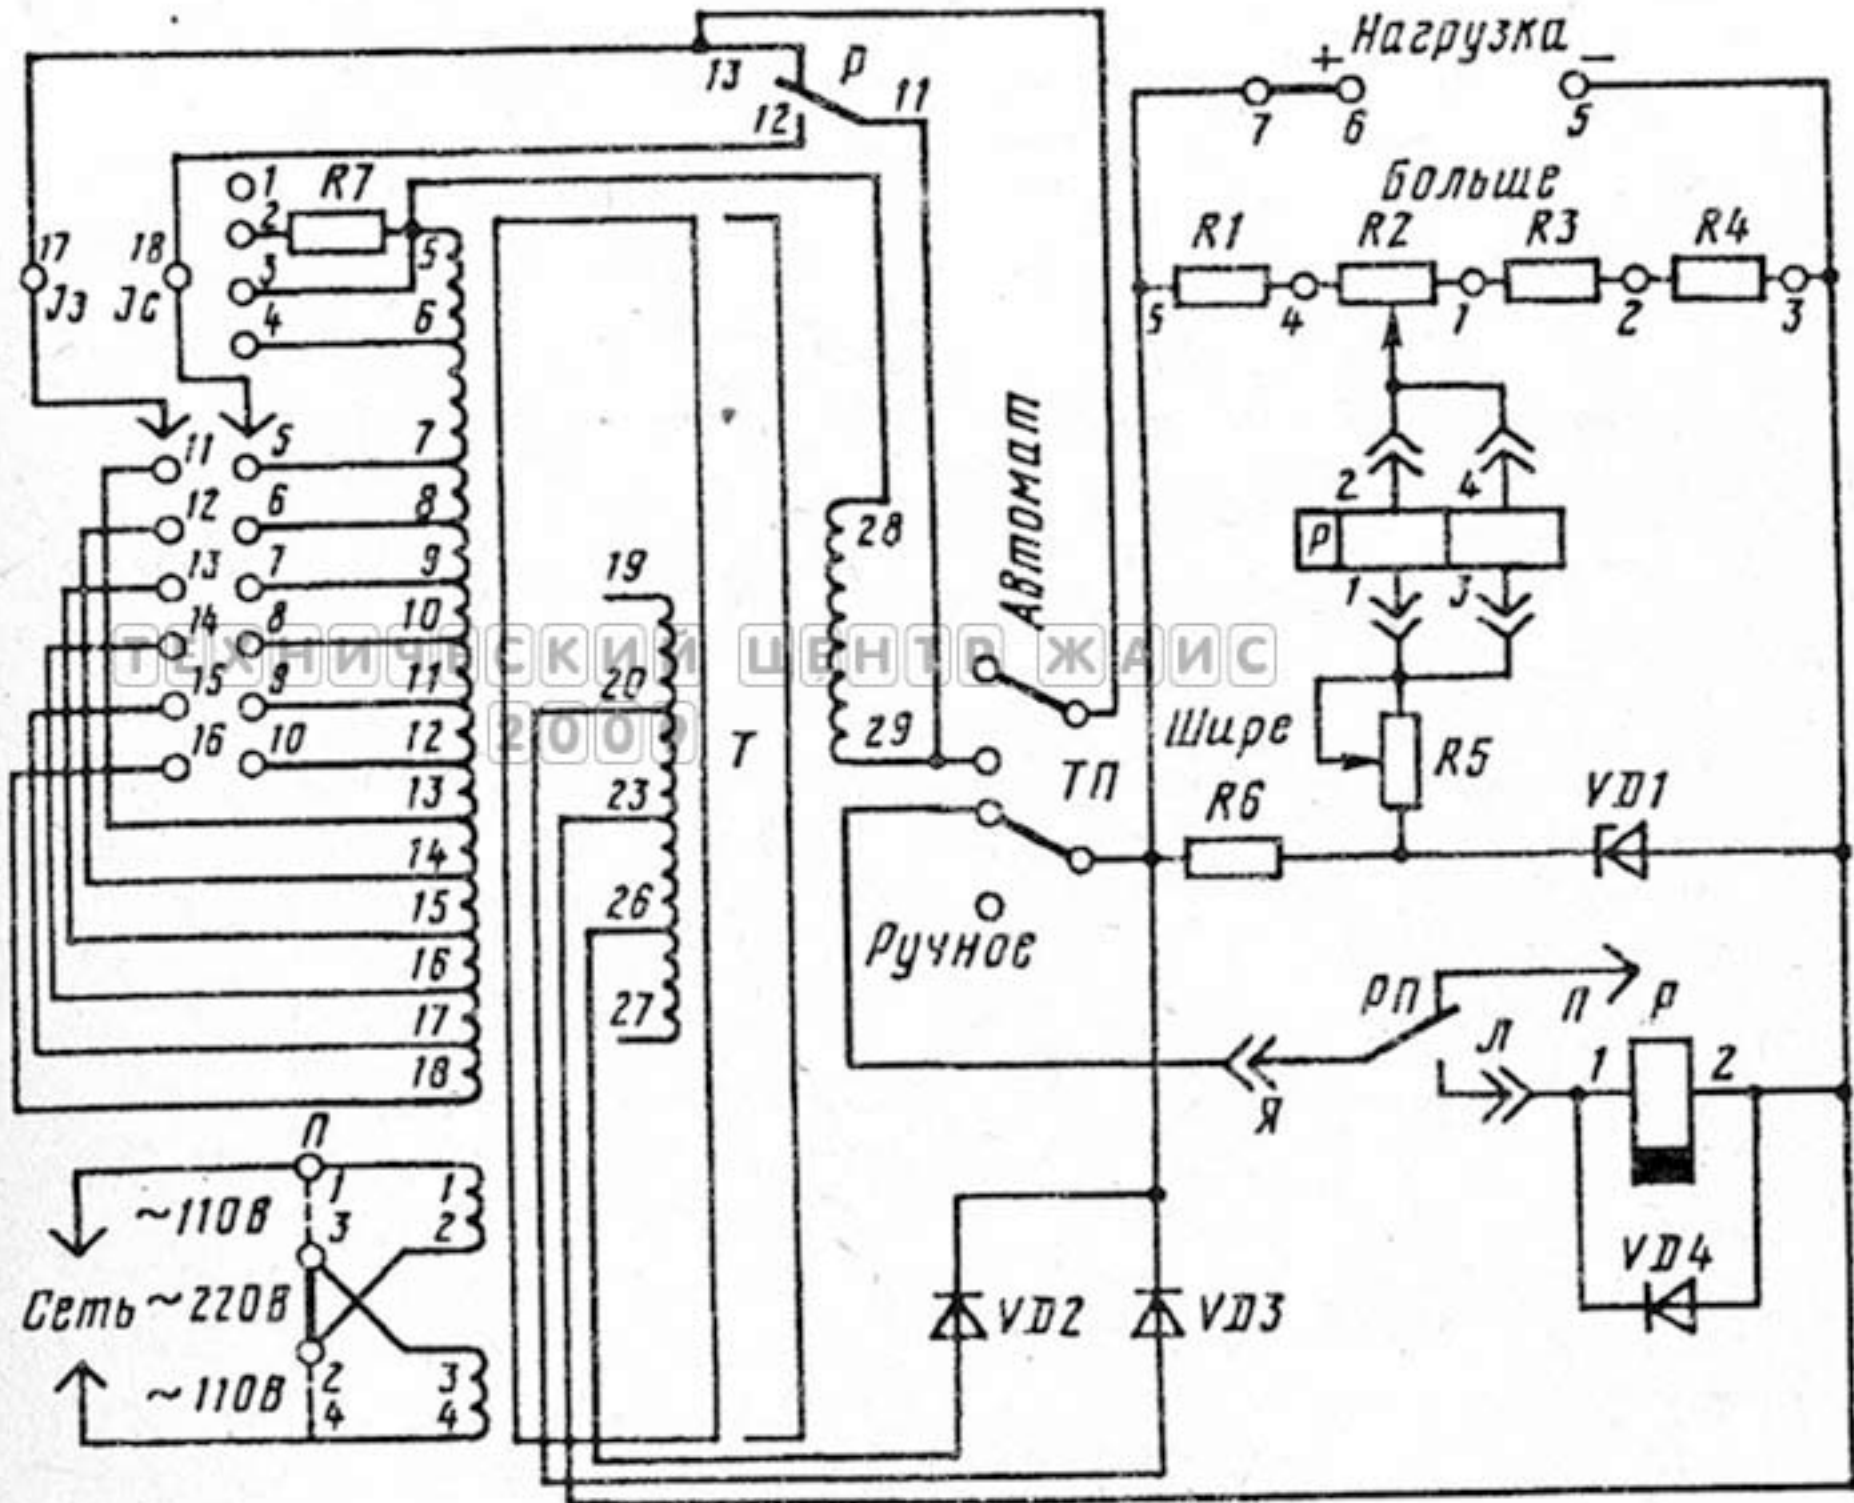 Нагрузка
+ −
13 Р 11
12
7 6 5
1 R7
2
3
4
17 18
Jз Jс
5
6
Больше
R1 R2 R3 R4
5 4 1 2 3
11 5 7
12 6 8
13 7 9
14 8 10
15 9 11
16 10 12
13
14
15
16
17
18
19
20
23
26
27
Т
28
29
Автомат
ТП
Ручное
2 4
Р
1 3
Шире
R5
R6
VD1
РП
П
Р
Л
1 2
Я
VD4
VD2
VD3
П
1
3
1
2
~110В
Сеть ~220В
~110В
2
4
3
4
ТЕХНИЧЕСКИЙ ЦЕНТР ЖАИС
2009